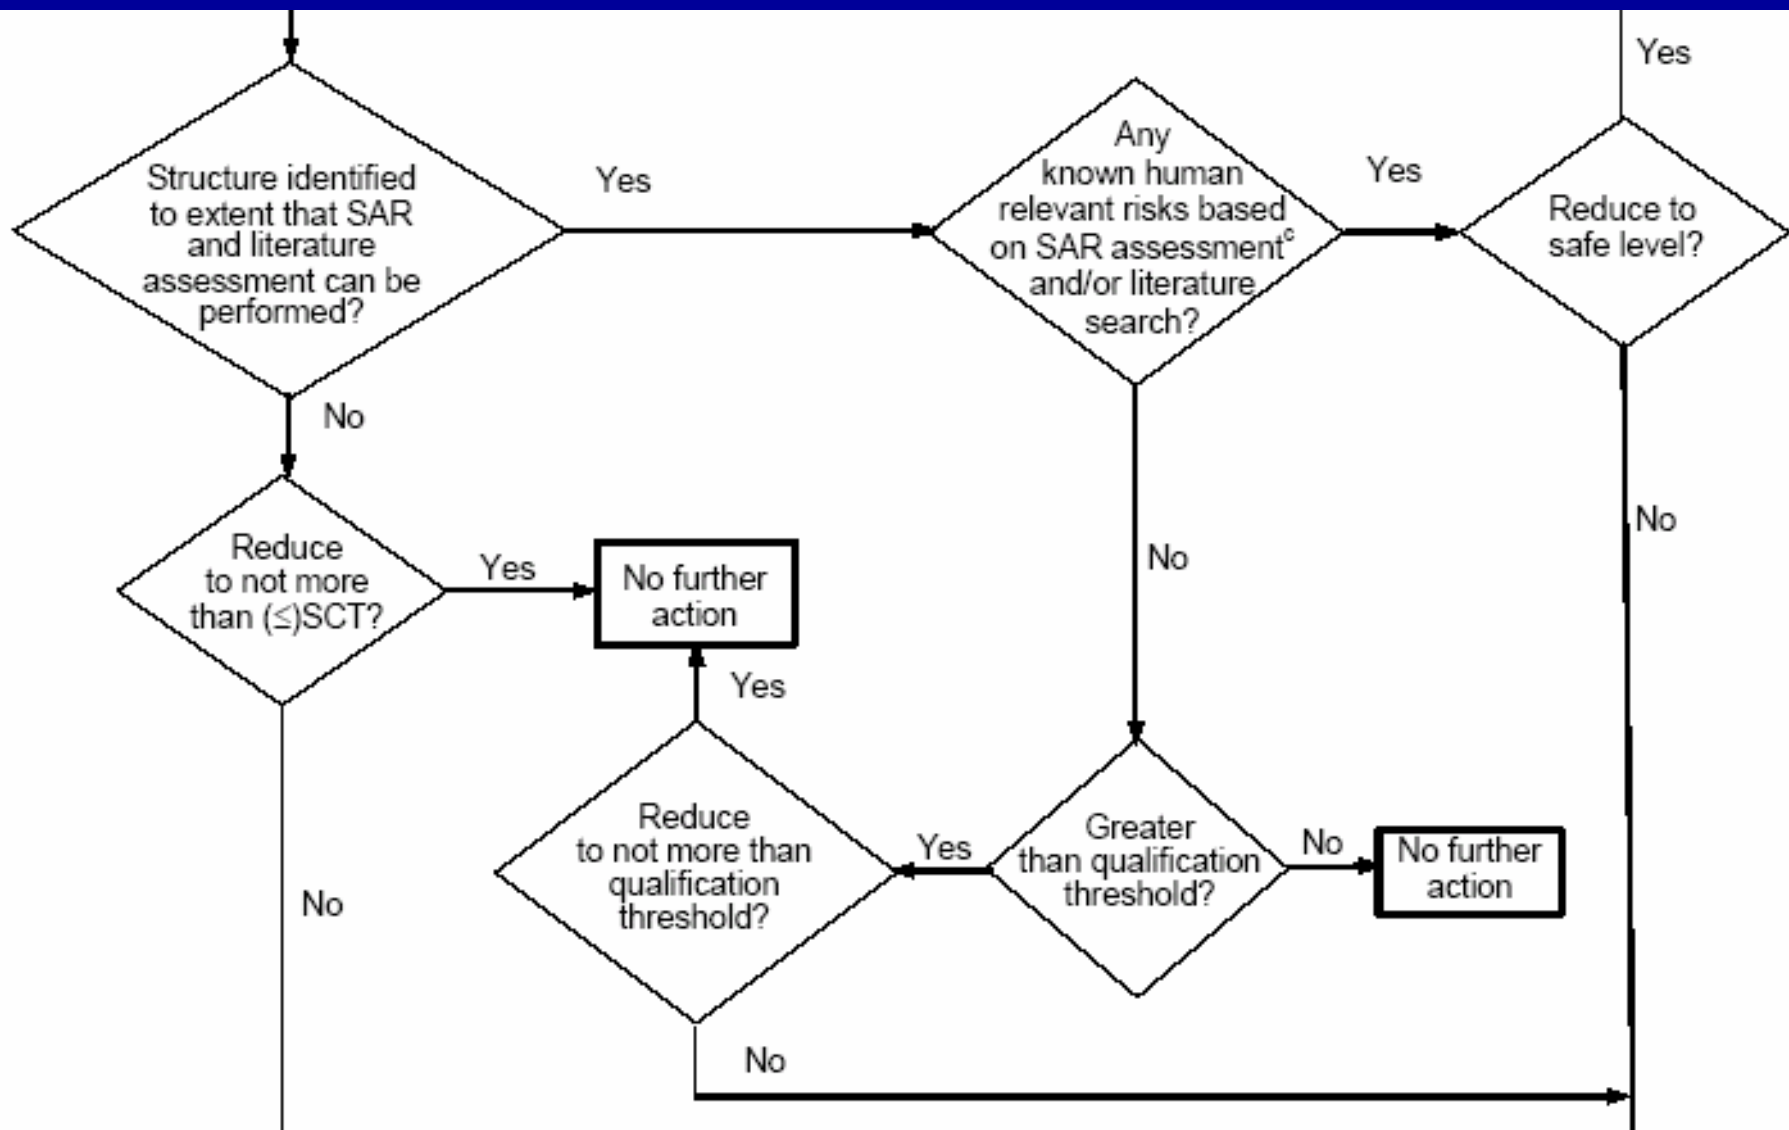 Yes
Structure identified
to extent that SAR
and literature
assessment can be
performed?
Yes
Any
known human
relevant risks based
on SAR assessmentᶜ
and/or literature
search?
Yes
Reduce to
safe level?
No
Reduce
to not more
than (≤)SCT?
Yes
No further
action
No
No
Yes
Reduce
to not more than
qualification
threshold?
Yes
Greater
than qualification
threshold?
No
No further
action
No
No